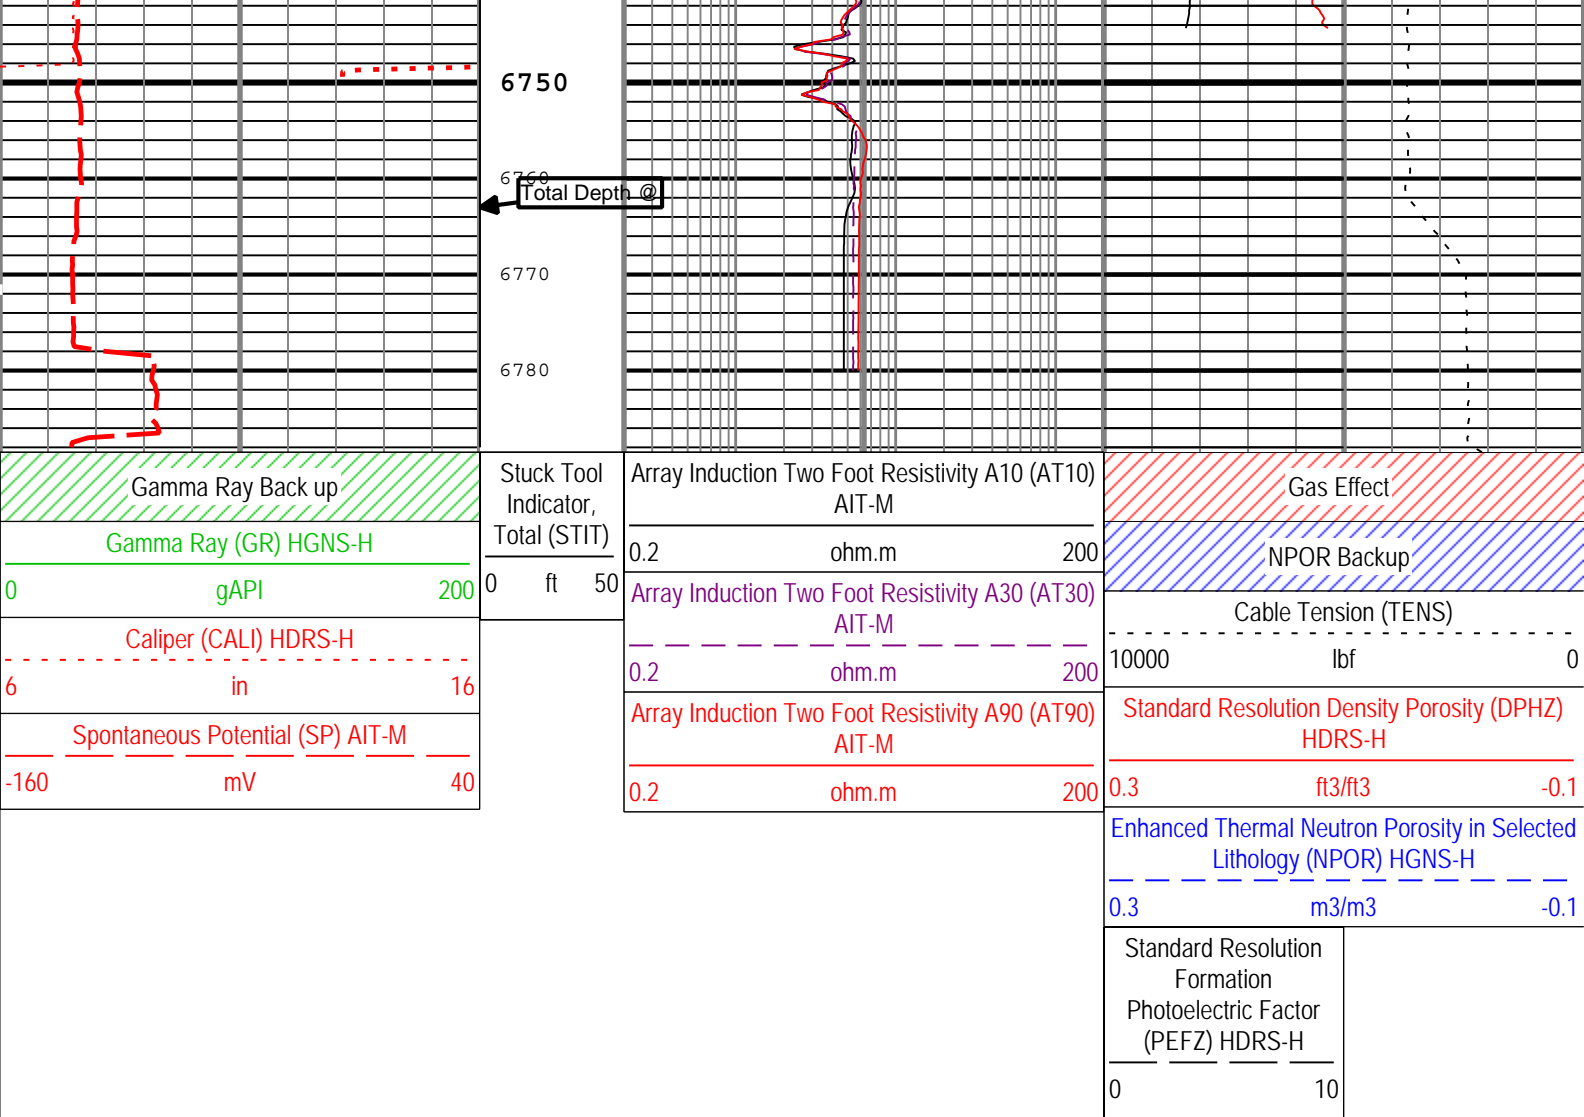 6750
6760
Total Depth @
6770
6780
Gamma Ray Back up
Gamma Ray (GR) HGNS-H
0 gAPI 200
Caliper (CALI) HDRS-H
6 in 16
Spontaneous Potential (SP) AIT-M
-160 mV 40
Stuck Tool
Indicator,
Total (STIT)
0 ft 50
Array Induction Two Foot Resistivity A10 (AT10)
AIT-M
0.2 ohm.m 200
Array Induction Two Foot Resistivity A30 (AT30)
AIT-M
0.2 ohm.m 200
Array Induction Two Foot Resistivity A90 (AT90)
AIT-M
0.2 ohm.m 200
Gas Effect
NPOR Backup
Cable Tension (TENS)
10000 lbf 0
Standard Resolution Density Porosity (DPHZ)
HDRS-H
0.3 ft3/ft3 -0.1
Enhanced Thermal Neutron Porosity in Selected
Lithology (NPOR) HGNS-H
0.3 m3/m3 -0.1
Standard Resolution
Formation
Photoelectric Factor
(PEFZ) HDRS-H
0 10